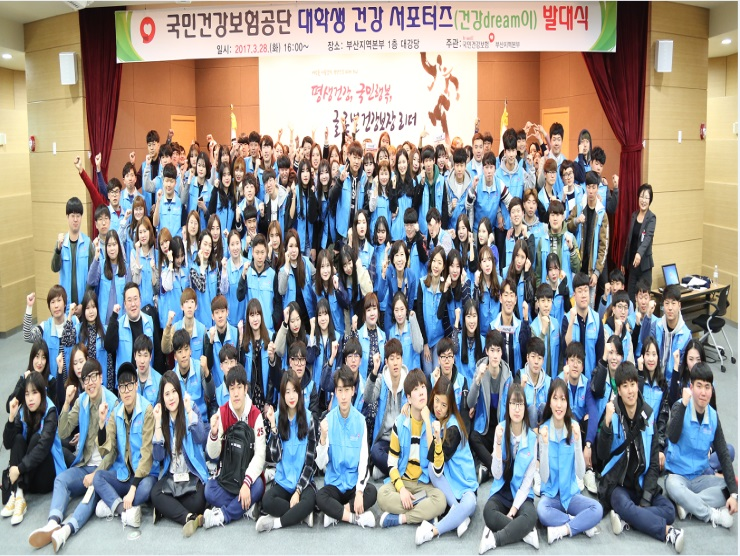 국민건강보험공단 대학생 건강 서포터즈(건강dream이) 발대식
일시: 2017.3.28.(화) 16:00~ 장소: 부산지역본부 1층 대강당 주관: 국민건강보험 부산지역본부
평생건강, 국민행복,
글로벌 건강보장 리더